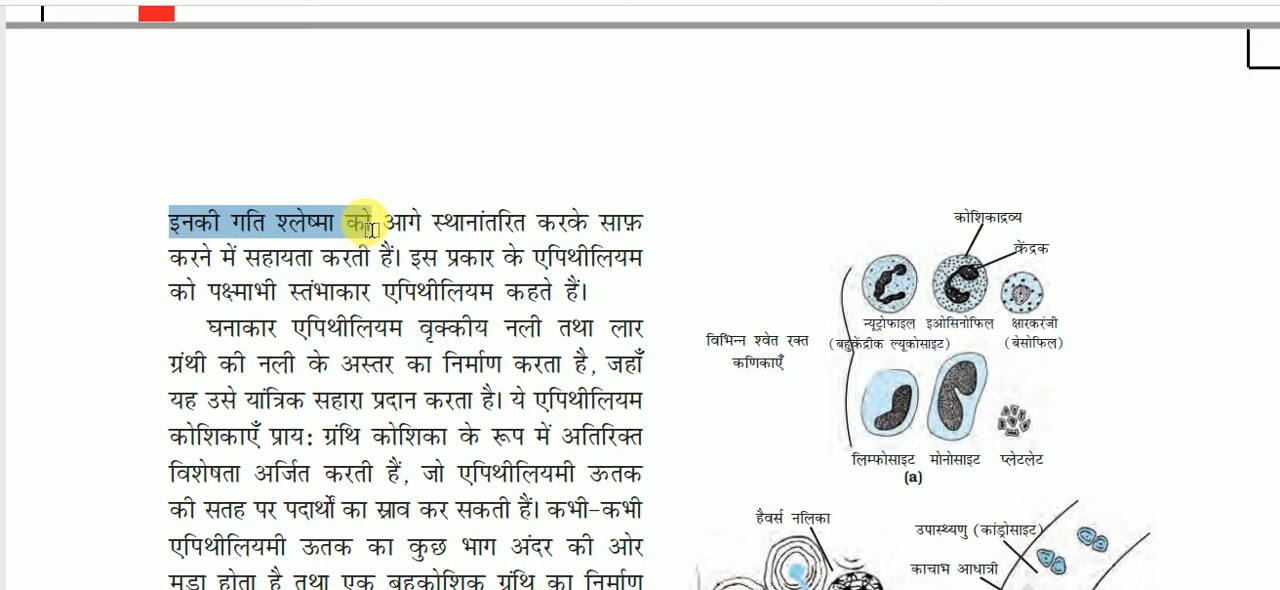 इनकी गति श्लेष्मा को आगे स्थानांतरित करके साफ़
करने में सहायता करती हैं। इस प्रकार के एपिथीलियम
को पक्ष्माभी स्तंभाकार एपिथीलियम कहते हैं।
घनाकार एपिथीलियम वृक्कीय नली तथा लार
ग्रंथी की नली के अस्तर का निर्माण करता है, जहाँ
यह उसे यांत्रिक सहारा प्रदान करता है। ये एपिथीलियम
कोशिकाएँ प्राय: ग्रंथि कोशिका के रूप में अतिरिक्त
विशेषता अर्जित करती हैं, जो एपिथीलियमी ऊतक
की सतह पर पदार्थों का स्राव कर सकती हैं। कभी-कभी
एपिथीलियमी ऊतक का कुछ भाग अंदर की ओर
मुड़ा होता है तथा एक बहुकोशिक ग्रंथि का निर्माण
कोशिकाद्रव्य
केंद्रक
न्यूट्रोफाइल इओसिनोफिल क्षारकरंजी
(बहुकेंद्रीक ल्यूकोसाइट) (बेसोफिल)
विभिन्न श्वेत रक्त
कणिकाएँ
लिम्फोसाइट मोनोसाइट प्लेटलेट
(a)
हैवर्स नलिका
उपास्थ्यणु (कांड्रोसाइट)
काचाभ आधात्री